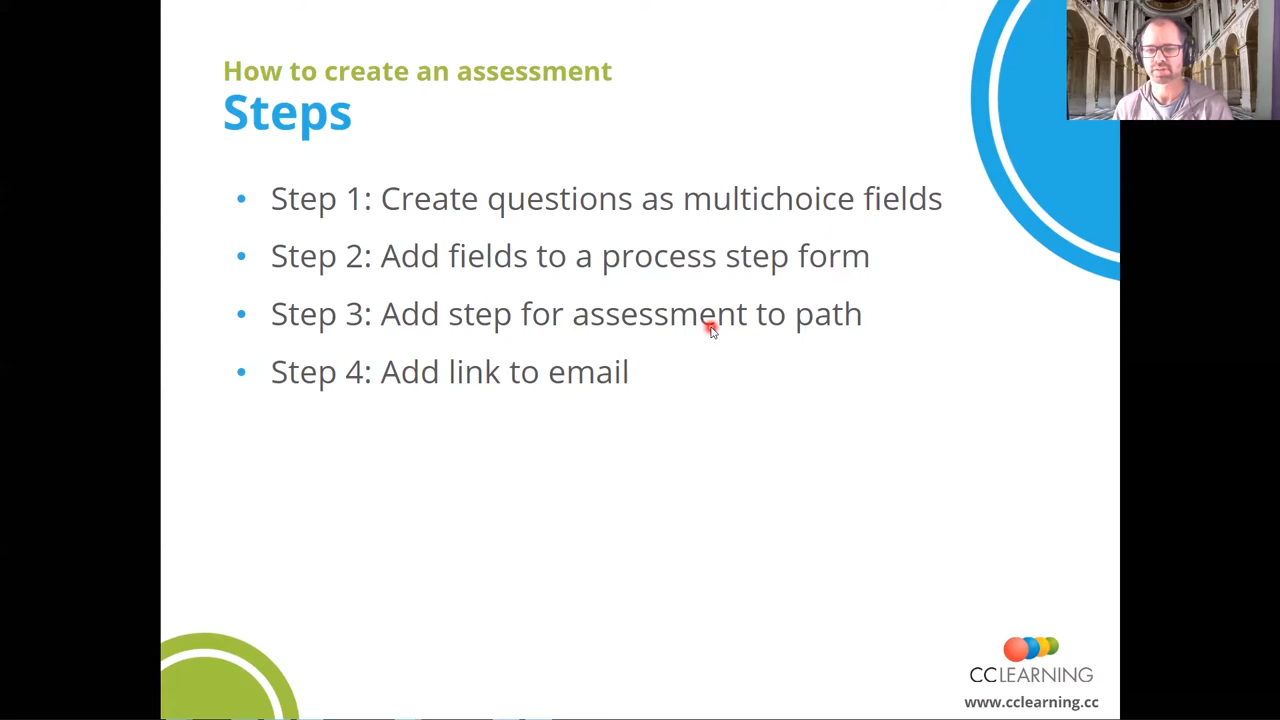 How to create an assessment
Steps
• Step 1: Create questions as multichoice fields
• Step 2: Add fields to a process step form
• Step 3: Add step for assessment to path
• Step 4: Add link to email
CCLEARNING
www.cclearning.cc